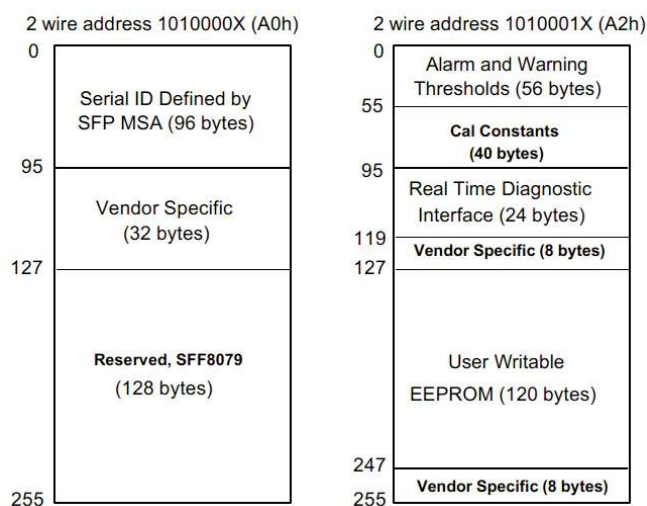 2 wire address 1010000X (A0h)
0
Serial ID Defined by
SFP MSA (96 bytes)
95
Vendor Specific
(32 bytes)
127
Reserved, SFF8079
(128 bytes)
255
2 wire address 1010001X (A2h)
0
Alarm and Warning
Thresholds (56 bytes)
55
Cal Constants
(40 bytes)
95
Real Time Diagnostic
Interface (24 bytes)
119
Vendor Specific (8 bytes)
127
User Writable
EEPROM (120 bytes)
247
Vendor Specific (8 bytes)
255